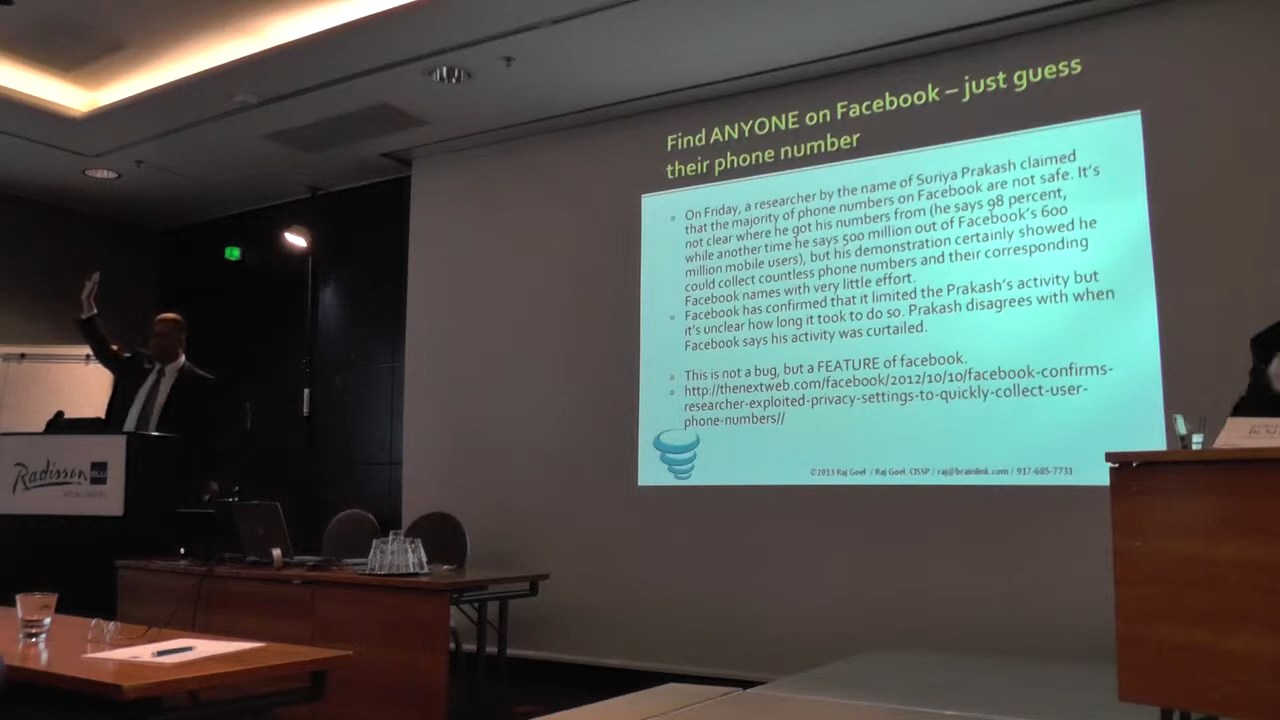 Find ANYONE on Facebook – just guess
their phone number
On Friday, a researcher by the name of Suriya Prakash claimed
that the majority of phone numbers on Facebook are not safe. It's
not clear where he got his numbers from (he says 98 percent,
while another time he says 500 million out of Facebook's 600
million mobile users), but his demonstration certainly showed he
could collect countless phone numbers and their corresponding
Facebook names with very little effort.
Facebook has confirmed that it limited the Prakash's activity but
it's unclear how long it took to do so. Prakash disagrees with when
Facebook says his activity was curtailed.
This is not a bug, but a FEATURE of facebook.
http://thenextweb.com/facebook/2012/10/10/facebook-confirms-
researcher-exploited-privacy-settings-to-quickly-collect-user-
phone-numbers//
©2013 Raj Goel / Raj Goel, CISSP / raj@brainlink.com / 917-685-7731
Radisson BLU